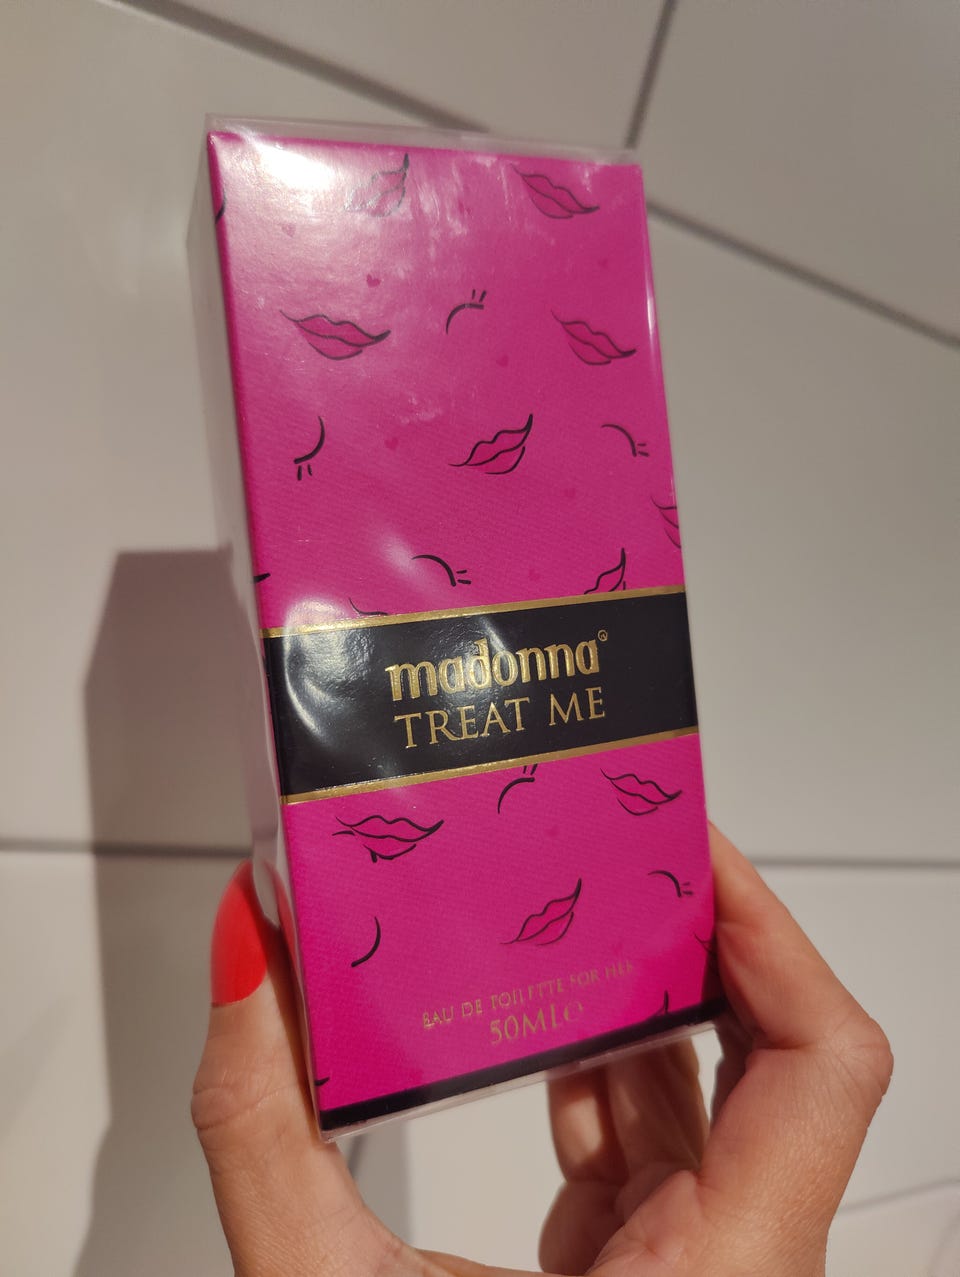 madonna®
TREAT ME
EAU DE TOILETTE FOR HER
50ML℮